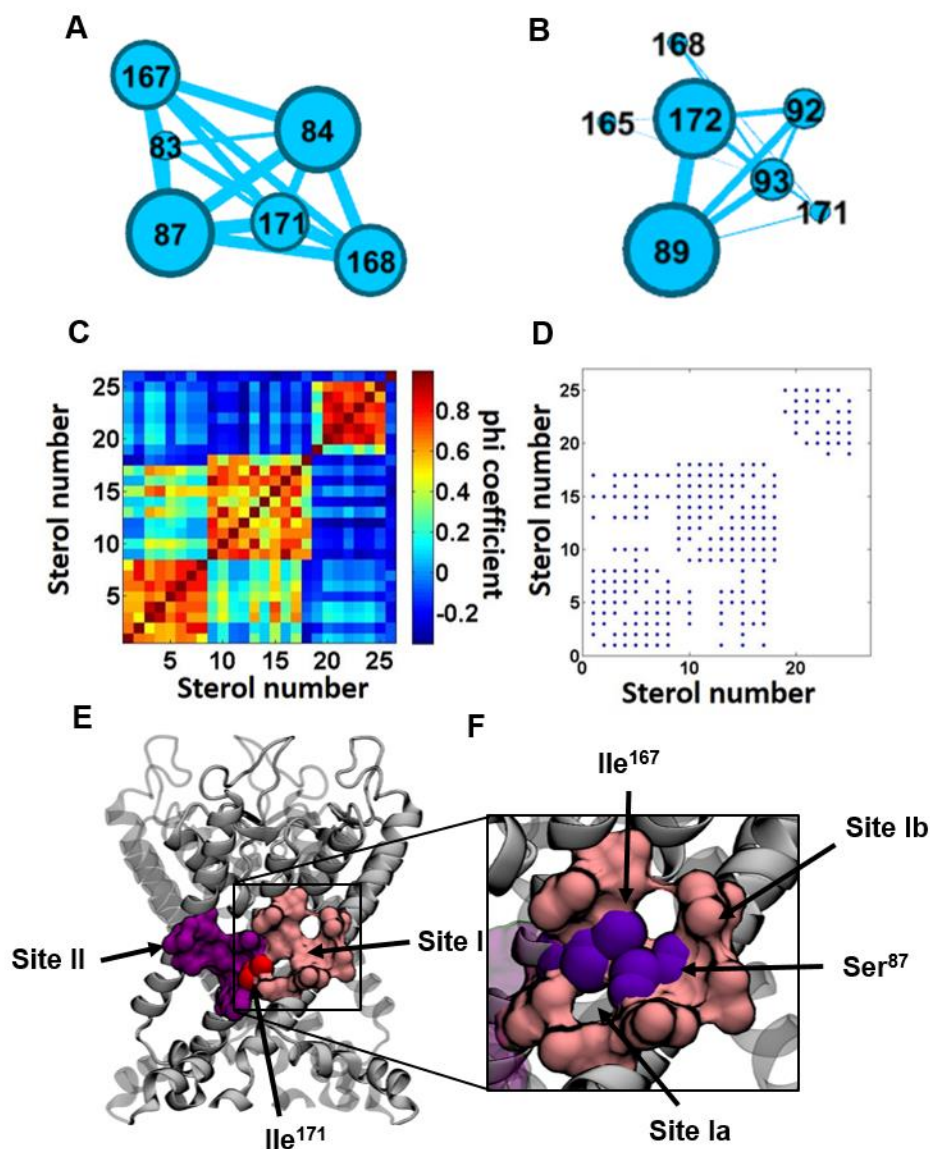 A
B
167
84
83
87
171
168
168
165
172
92
93
171
89
C
D
25
20
15
10
5
5 10 15 20 25
Sterol number
Sterol number
0.8
0.6
0.4
0.2
0
-0.2
phi coefficient
20
10
0
0 10 20
Sterol number
Sterol number
E
F
Ile167
Site Ib
Site II
Site I
Ser87
Ile171
Site Ia